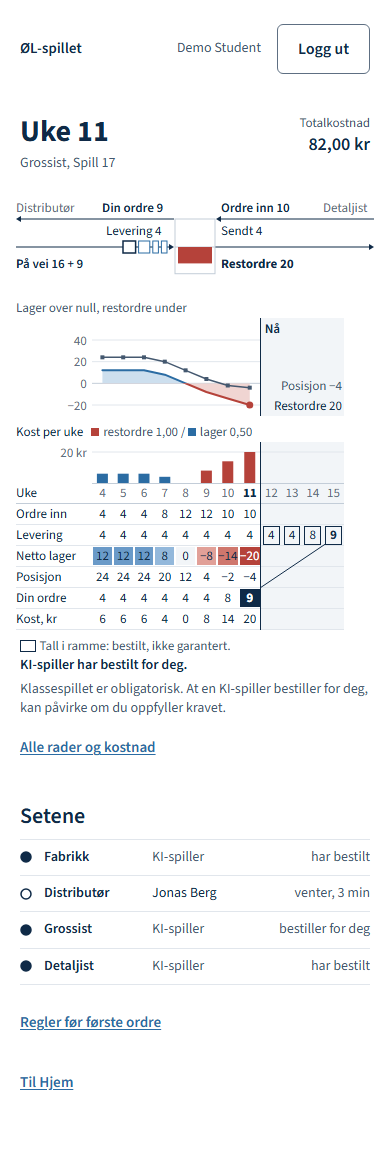 ØL-spillet
Demo Student
Logg ut
Uke 11
Grossist, Spill 17
Totalkostnad
82,00 kr
Distributør Din ordre 9 Ordre inn 10 Detaljist
Levering 4 Sendt 4
På vei 16 + 9 Restordre 20
Lager over null, restordre under
Nå
40
20
0
−20
Posisjon −4
Restordre 20
Kost per uke restordre 1,00 / lager 0,50
20 kr
Uke 4 5 6 7 8 9 10 11 12 13 14 15
Ordre inn 4 4 4 8 12 12 10 10
Levering 4 4 4 4 4 4 4 4 4 4 8 9
Netto lager 12 12 12 8 0 −8 −14 −20
Posisjon 24 24 24 20 12 4 −2 −4
Din ordre 4 4 4 4 4 4 8 9
Kost, kr 6 6 6 4 0 8 14 20
Tall i ramme: bestilt, ikke garantert.
KI-spiller har bestilt for deg.
Klassespillet er obligatorisk. At en KI-spiller bestiller for deg,
kan påvirke om du oppfyller kravet.
Alle rader og kostnad
Setene
Fabrikk KI-spiller har bestilt
Distributør Jonas Berg venter, 3 min
Grossist KI-spiller bestiller for deg
Detaljist KI-spiller har bestilt
Regler før første ordre
Til Hjem